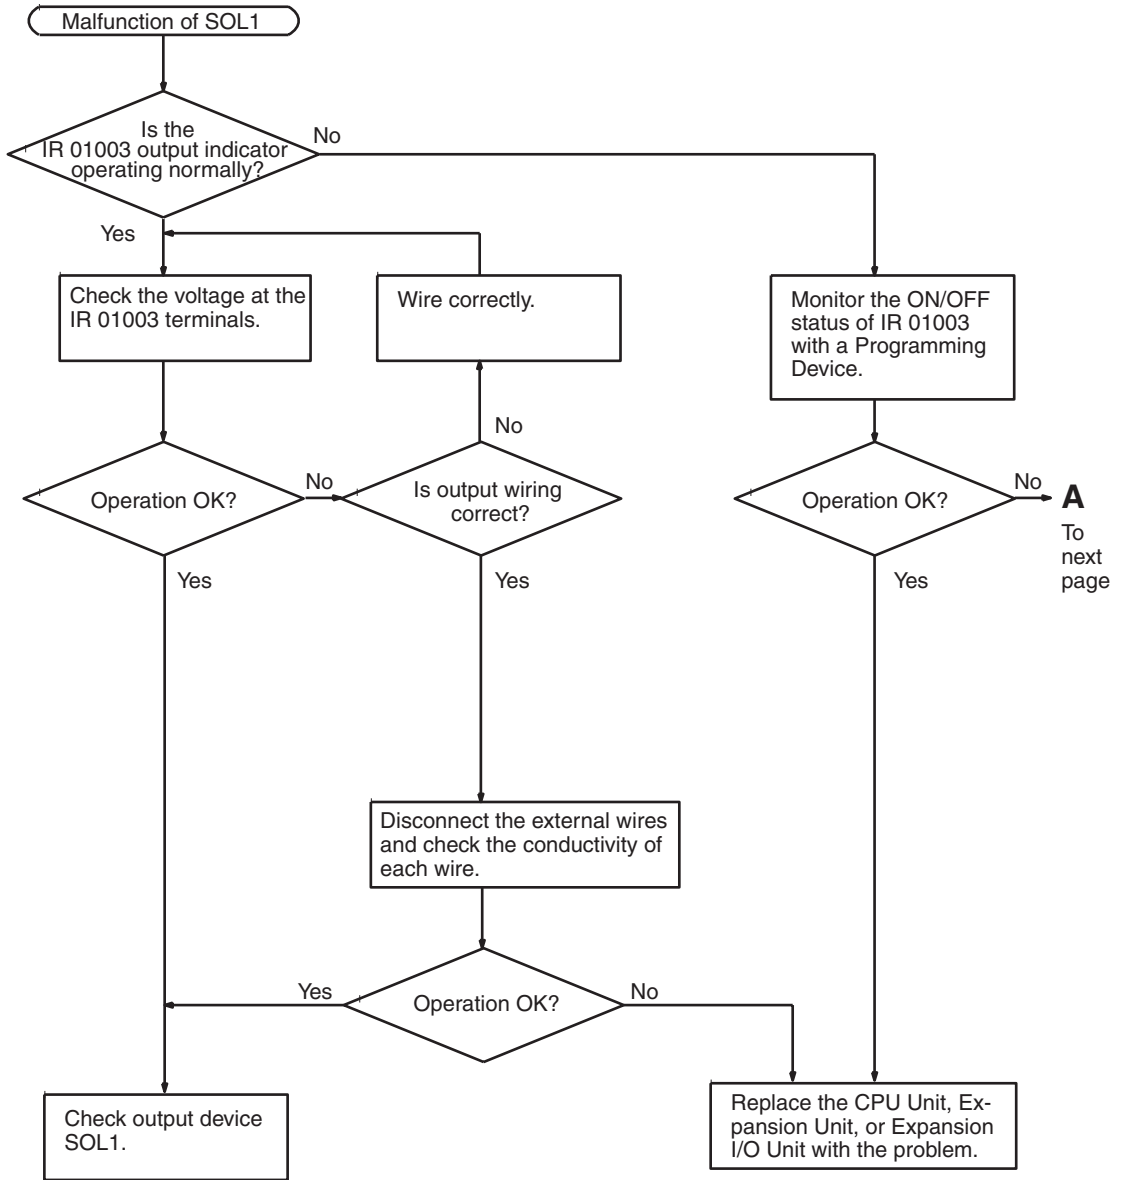 Malfunction of SOL1
Is the
IR 01003 output indicator
operating normally?
No
Yes
Check the voltage at the
IR 01003 terminals.
Wire correctly.
Monitor the ON/OFF
status of IR 01003
with a Programming
Device.
No
Operation OK?
No
Is output wiring
correct?
Operation OK?
No
A
To
next
page
Yes
Yes
Yes
Disconnect the external wires
and check the conductivity of
each wire.
Yes
Operation OK?
No
Check output device
SOL1.
Replace the CPU Unit, Ex-
pansion Unit, or Expansion
I/O Unit with the problem.